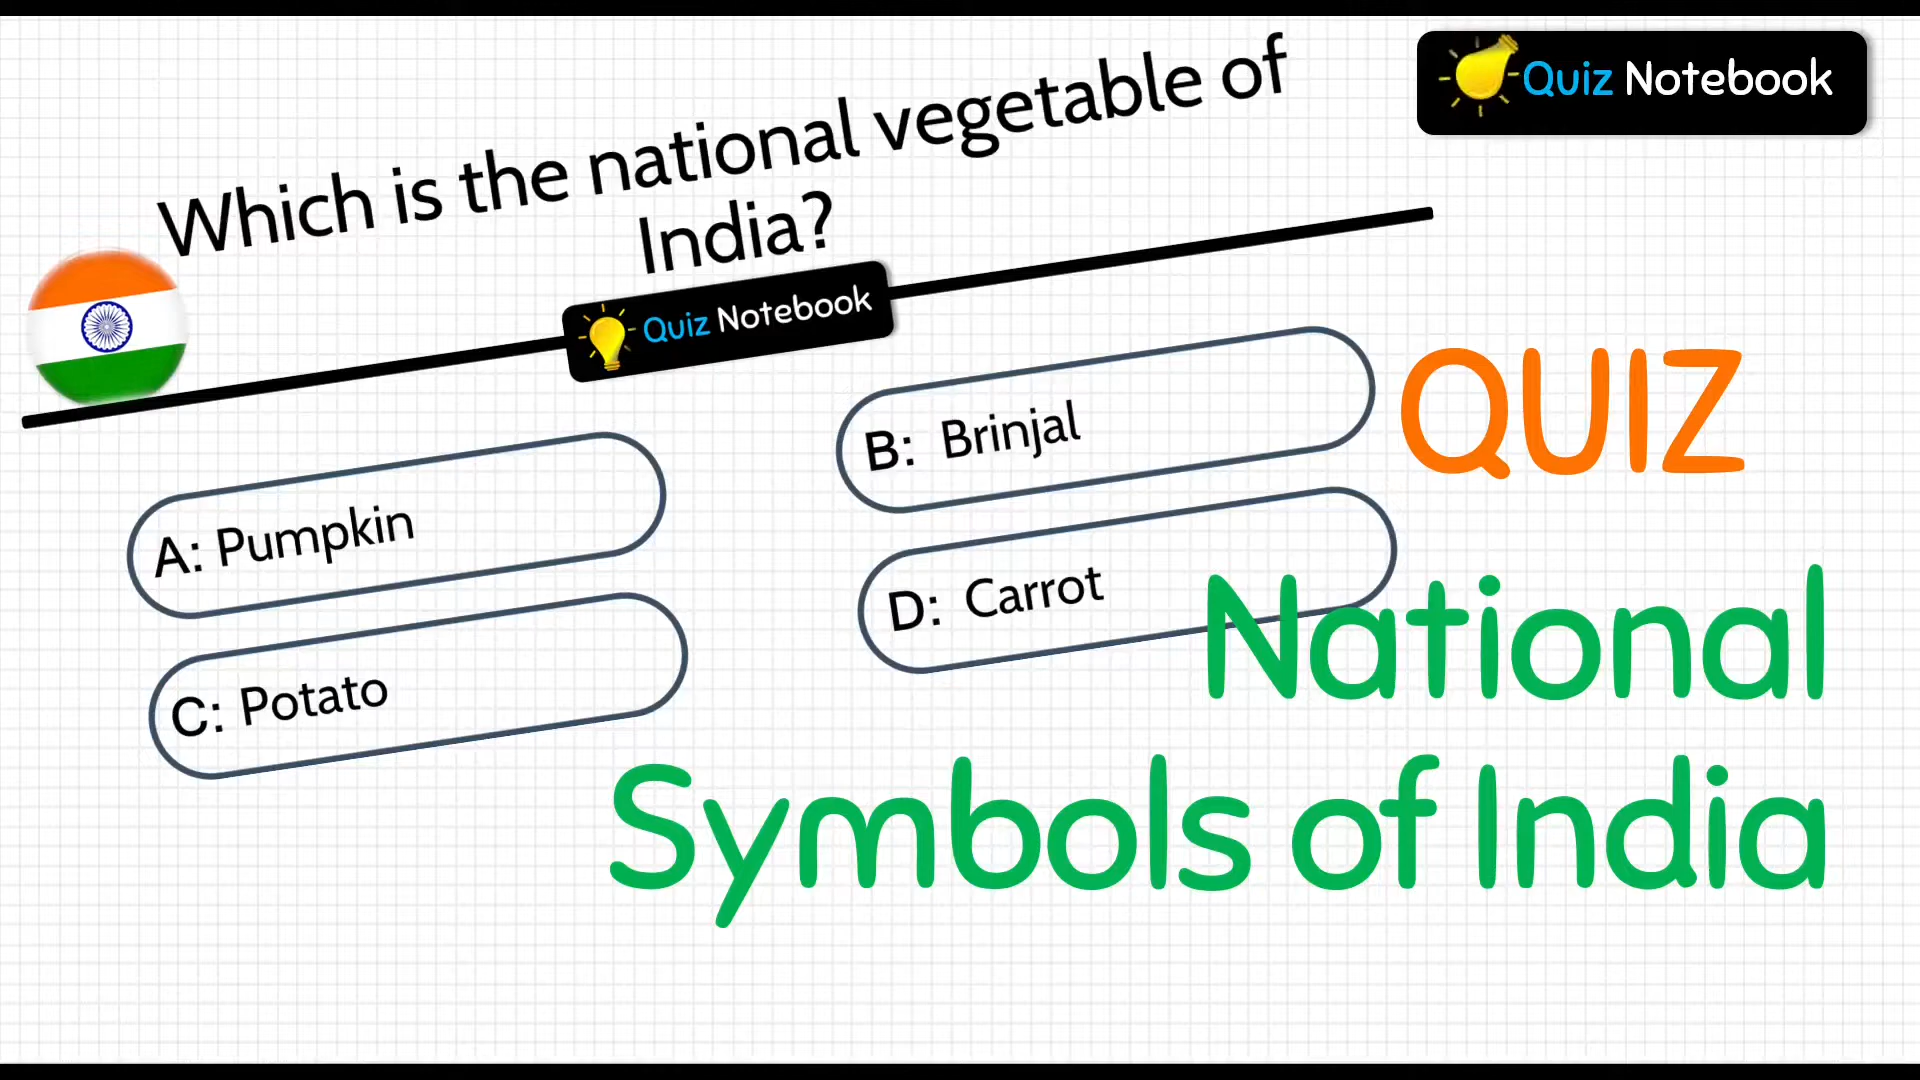 Quiz Notebook
Which is the national vegetable of
India?
Quiz Notebook
A: Pumpkin
B: Brinjal
C: Potato
D: Carrot
QUIZ
National
Symbols of India